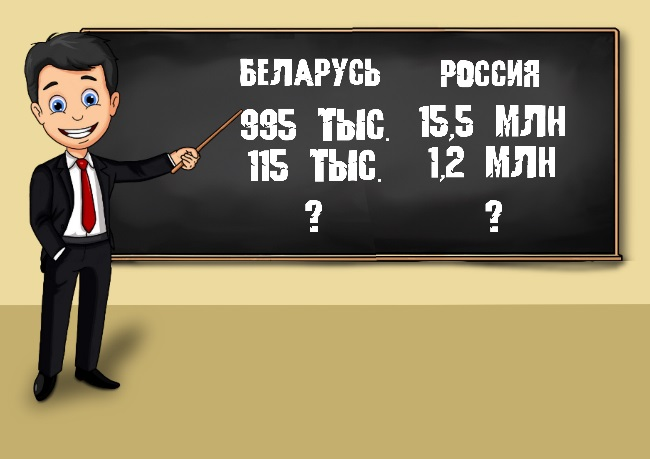 БЕЛАРУСЬ РОССИЯ
995 ТЫС. 15,5 МЛН
115 ТЫС. 1,2 МЛН
? ?